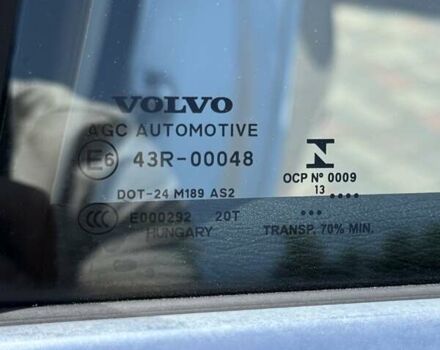 VOLVO
AGC AUTOMOTIVE
E6 43R-00048
DOT-24 M189 AS2
CCC E000292 20T
HUNGARY
N
OCP Nº 0009
13 ....
... ....
TRANSP. 70% MIN.